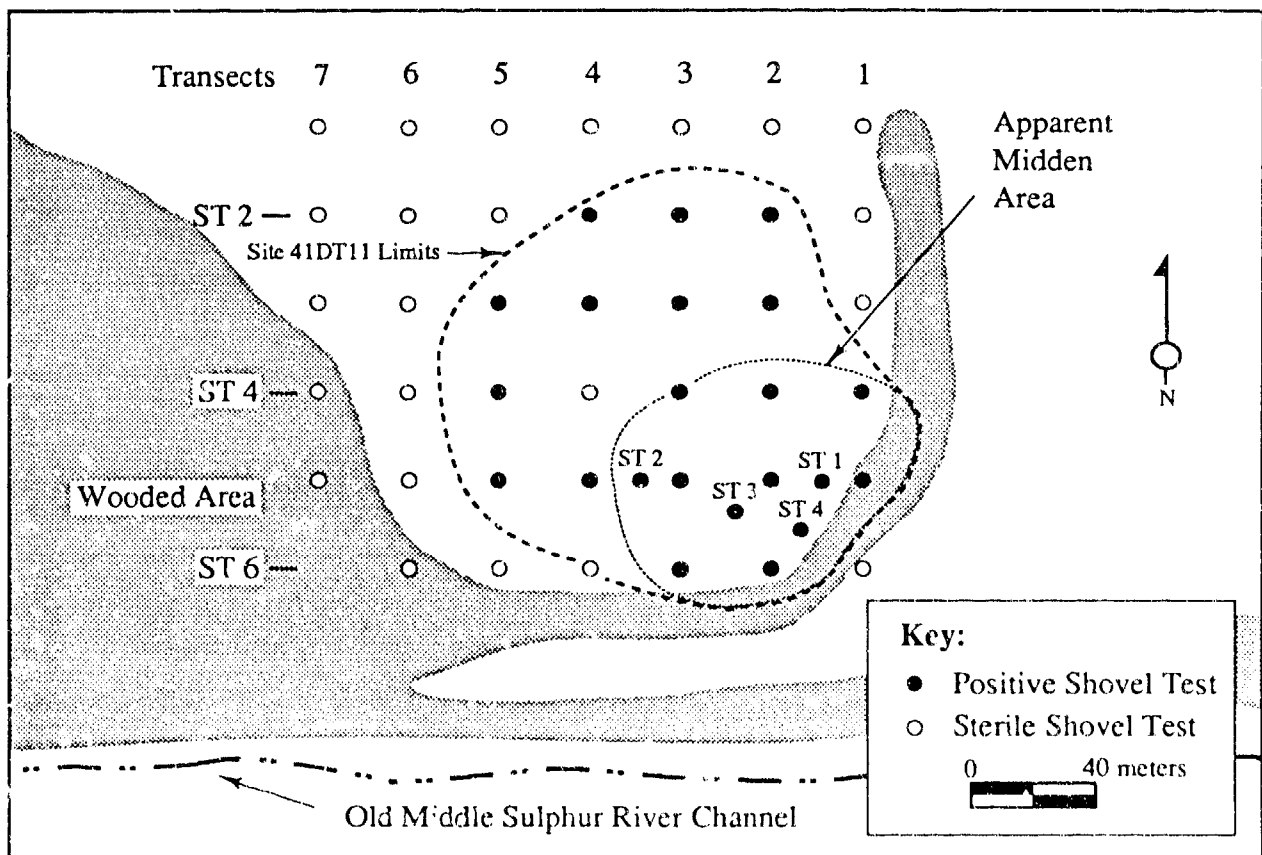 Transects 7 6 5 4 3 2 1
Apparent
Midden
Area
ST 2
Site 41DT11 Limits
N
ST 4
ST 2
ST 1
ST 3
ST 4
Wooded Area
ST 6
Key:
Positive Shovel Test
Sterile Shovel Test
0 40 meters
Old Middle Sulphur River Channel